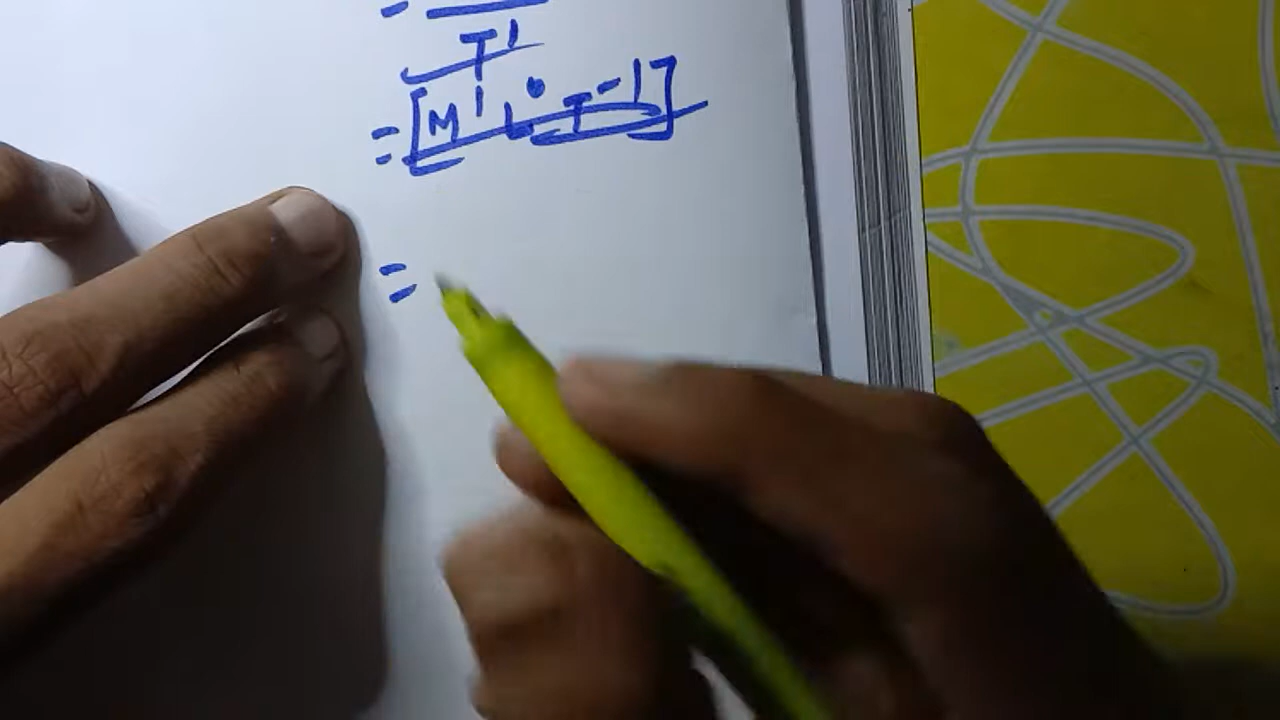 =
T¹
= [M¹ L⁰ T⁻¹]
=